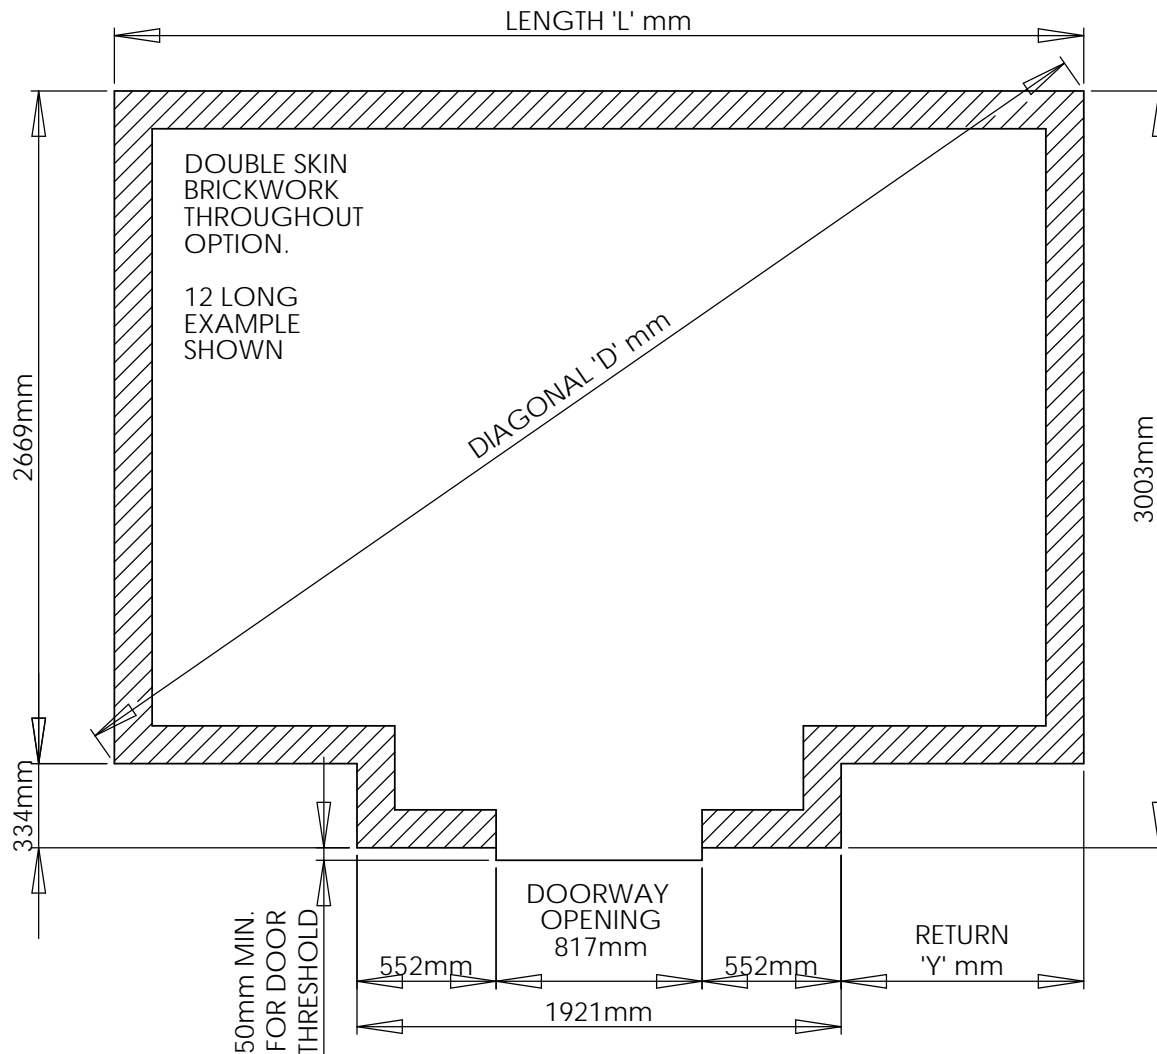 LENGTH 'L' mm
DOUBLE SKIN
BRICKWORK
THROUGHOUT
OPTION.
12 LONG
EXAMPLE
SHOWN
DIAGONAL 'D' mm
2669mm
3003mm
334mm
50mm MIN.
FOR DOOR
THRESHOLD
DOORWAY
OPENING
817mm
552mm
552mm
RETURN
'Y' mm
1921mm